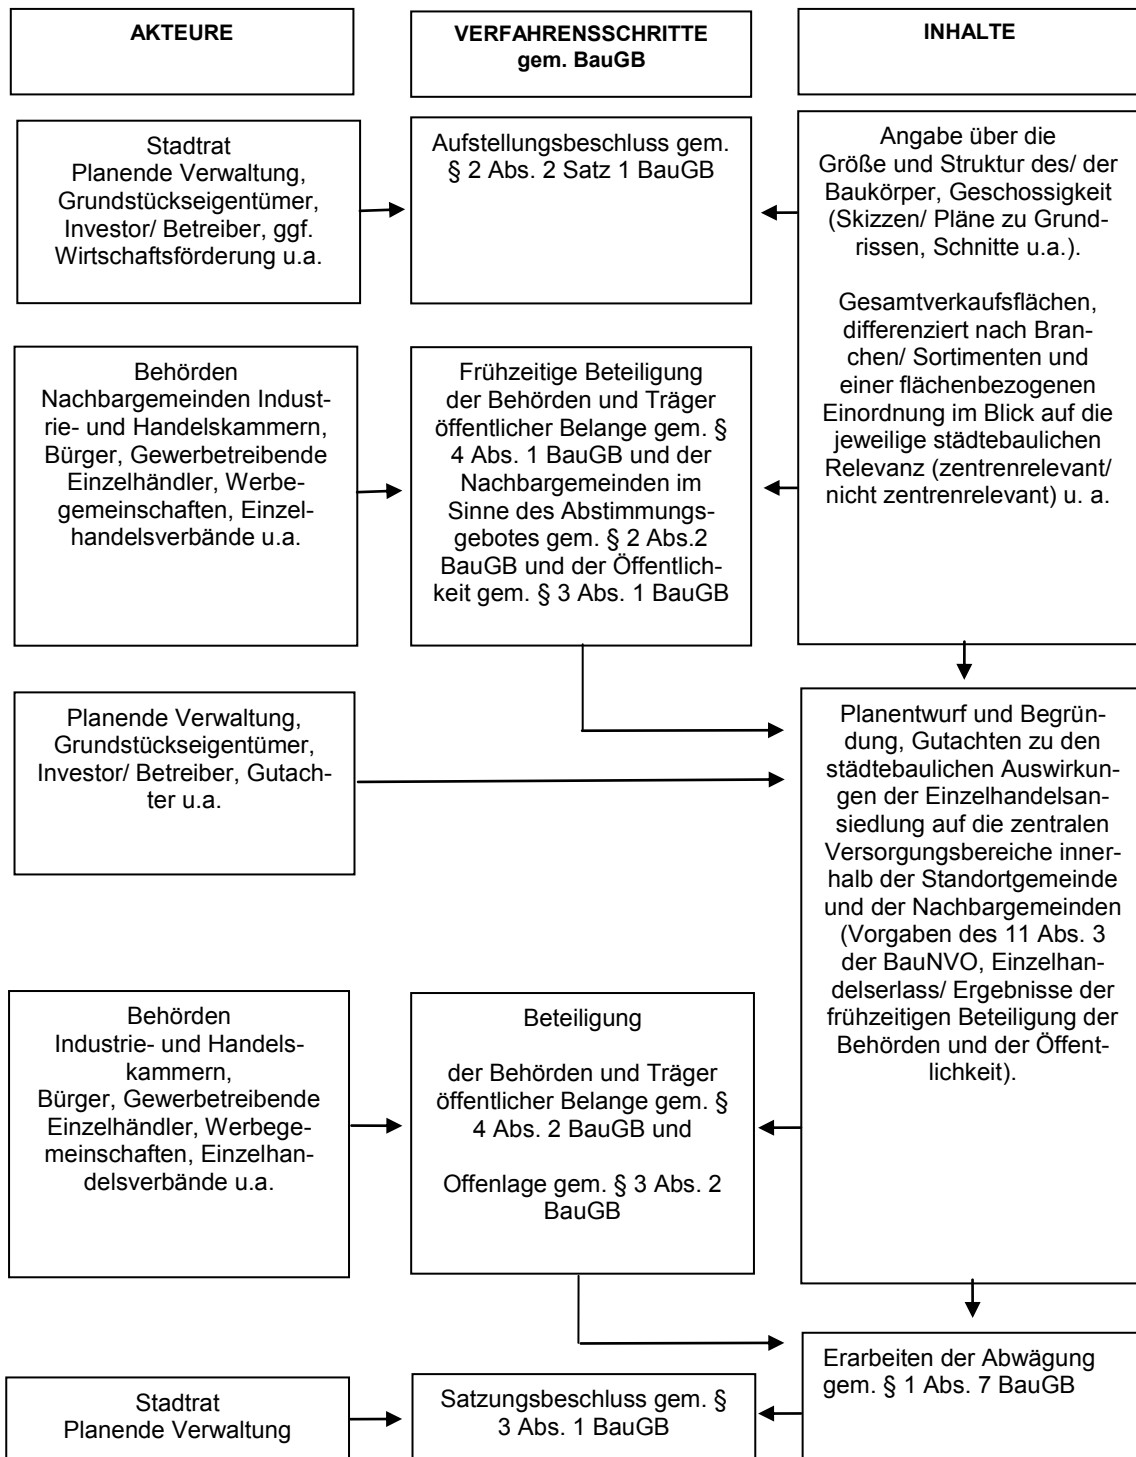 AKTEURE
VERFAHRENSSCHRITTE
gem. BauGB
INHALTE
Stadtrat
Planende Verwaltung,
Grundstückseigentümer,
Investor/ Betreiber, ggf.
Wirtschaftsförderung u.a.
Aufstellungsbeschluss gem.
§ 2 Abs. 2 Satz 1 BauGB
Angabe über die
Größe und Struktur des/ der
Baukörper, Geschossigkeit
(Skizzen/ Pläne zu Grund-
rissen, Schnitte u.a.).
Gesamtverkaufsflächen,
differenziert nach Bran-
chen/ Sortimenten und
einer flächenbezogenen
Einordnung im Blick auf die
jeweilige städtebaulichen
Relevanz (zentrenrelevant/
nicht zentrenrelevant) u. a.
Behörden
Nachbargemeinden Indust-
rie- und Handelskammern,
Bürger, Gewerbetreibende
Einzelhändler, Werbe-
gemeinschaften, Einzel-
handelsverbände u.a.
Frühzeitige Beteiligung
der Behörden und Träger
öffentlicher Belange gem. §
4 Abs. 1 BauGB und der
Nachbargemeinden im
Sinne des Abstimmungs-
gebotes gem. § 2 Abs.2
BauGB und der Öffentlich-
keit gem. § 3 Abs. 1 BauGB
Planende Verwaltung,
Grundstückseigentümer,
Investor/ Betreiber, Gutach-
ter u.a.
Planentwurf und Begrün-
dung, Gutachten zu den
städtebaulichen Auswirkun-
gen der Einzelhandelsan-
siedlung auf die zentralen
Versorgungsbereiche inner-
halb der Standortgemeinde
und der Nachbargemeinden
(Vorgaben des 11 Abs. 3
der BauNVO, Einzelhan-
delserlass/ Ergebnisse der
frühzeitigen Beteiligung der
Behörden und der Öffent-
lichkeit).
Behörden
Industrie- und Handels-
kammern,
Bürger, Gewerbetreibende
Einzelhändler, Werbege-
meinschaften, Einzelhan-
delsverbände u.a.
Beteiligung
der Behörden und Träger
öffentlicher Belange gem. §
4 Abs. 2 BauGB und
Offenlage gem. § 3 Abs. 2
BauGB
Erarbeiten der Abwägung
gem. § 1 Abs. 7 BauGB
Stadtrat
Planende Verwaltung
Satzungsbeschluss gem. §
3 Abs. 1 BauGB